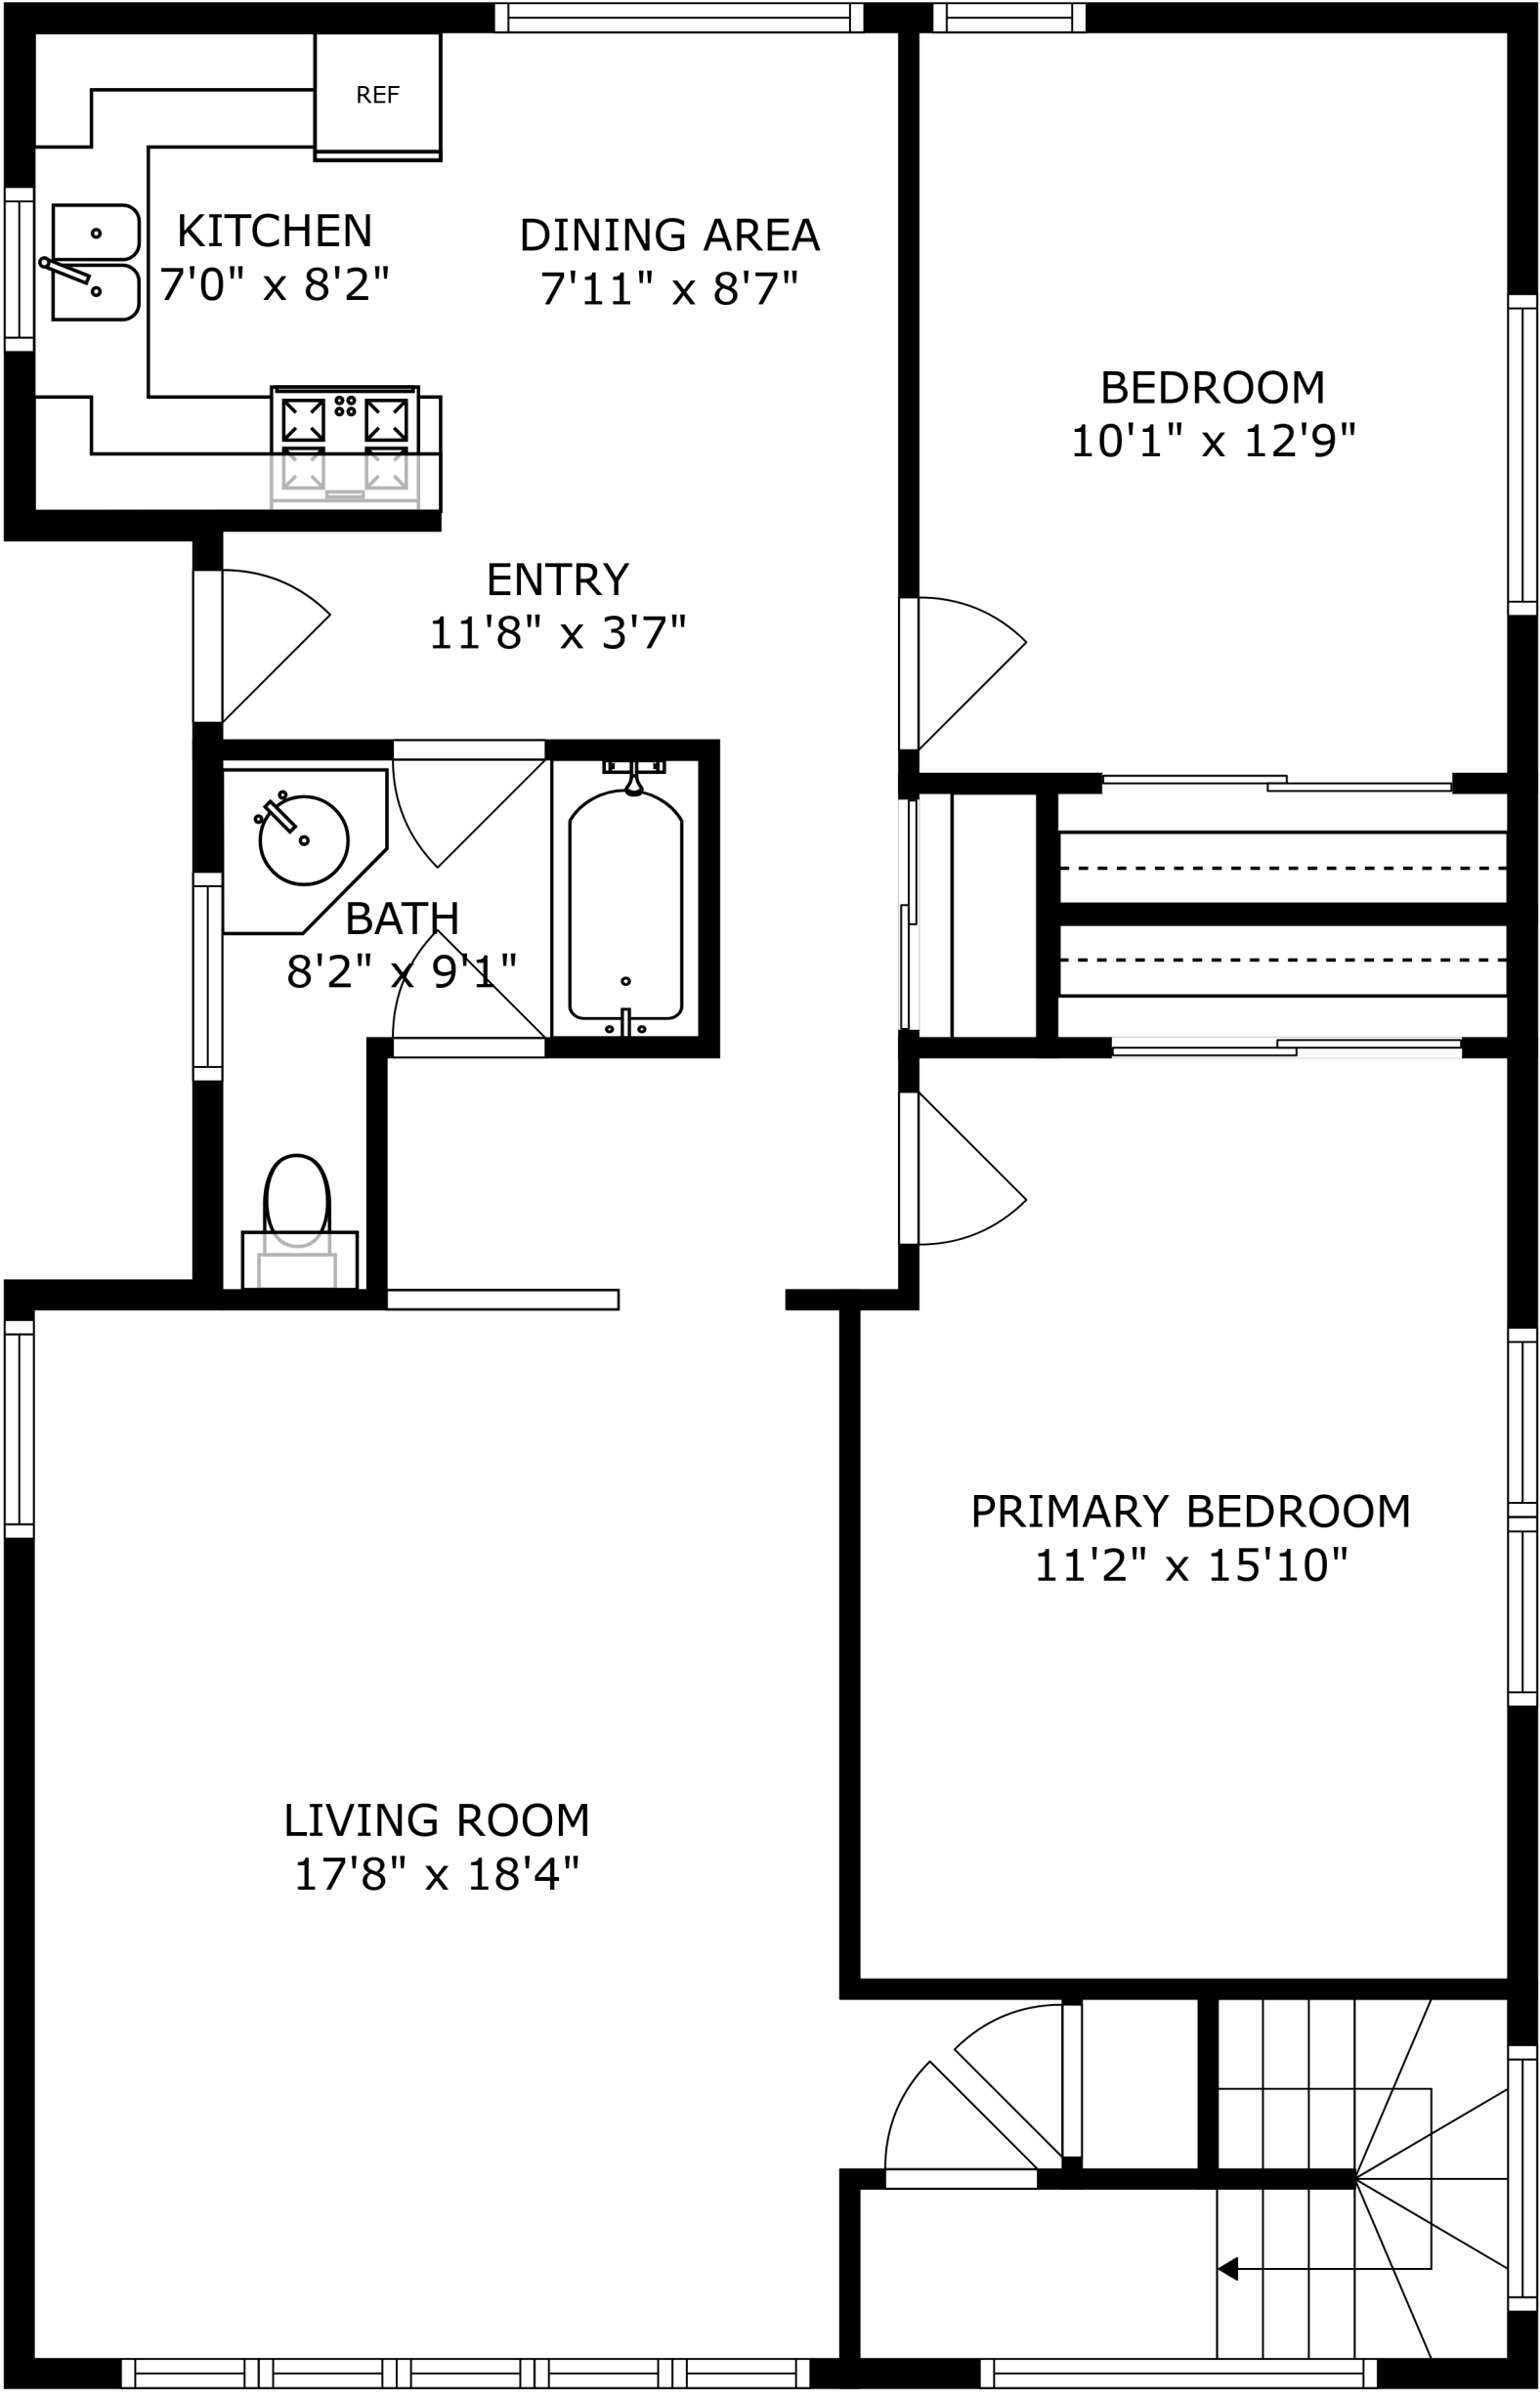 REF
KITCHEN
7'0" x 8'2"
DINING AREA
7'11" x 8'7"
BEDROOM
10'1" x 12'9"
ENTRY
11'8" x 3'7"
BATH
8'2" x 9'1"
PRIMARY BEDROOM
11'2" x 15'10"
LIVING ROOM
17'8" x 18'4"